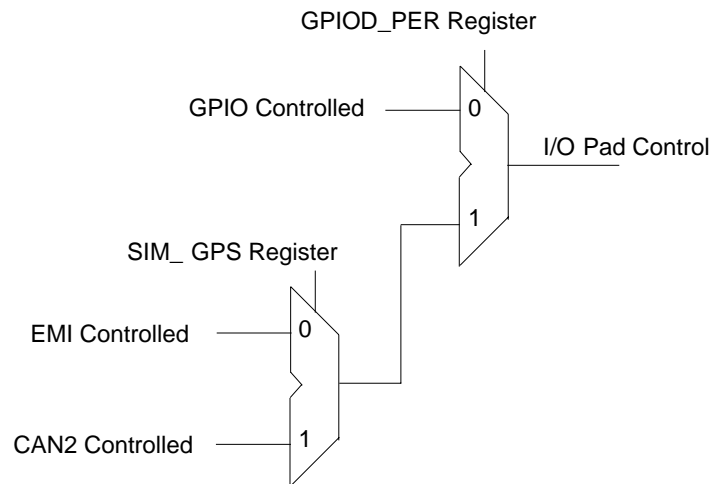 GPIOD_PER Register
GPIO Controlled
0
I/O Pad Control
1
SIM_ GPS Register
EMI Controlled
0
CAN2 Controlled
1